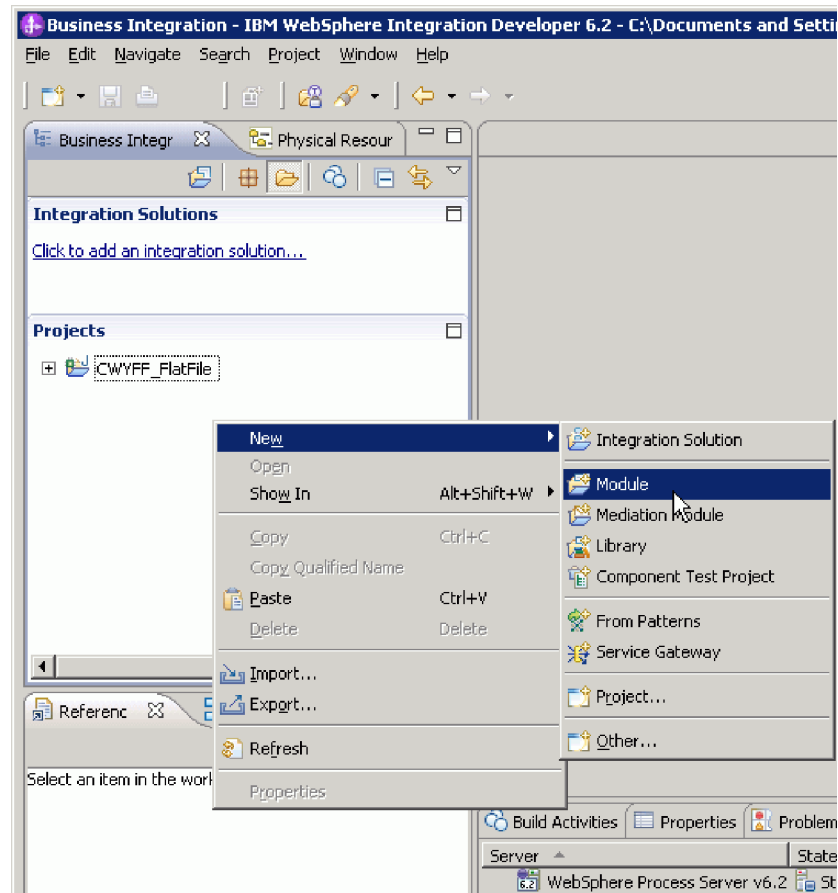 Business Integration - IBM WebSphere Integration Developer 6.2 - C:\Documents and Setti
File Edit Navigate Search Project Window Help
Business Integr Physical Resour
Integration Solutions
Click to add an integration solution...
Projects
CWYFF_FlatFile
New
Open
Show In Alt+Shift+W
Copy Ctrl+C
Copy Qualified Name
Paste Ctrl+V
Delete Delete
Import...
Export...
Refresh
Properties
Integration Solution
Module
Mediation Module
Library
Component Test Project
From Patterns
Service Gateway
Project...
Other...
Referenc
Select an item in the work
Build Activities Properties Problem
Server State
6.2 WebSphere Process Server v6.2 St